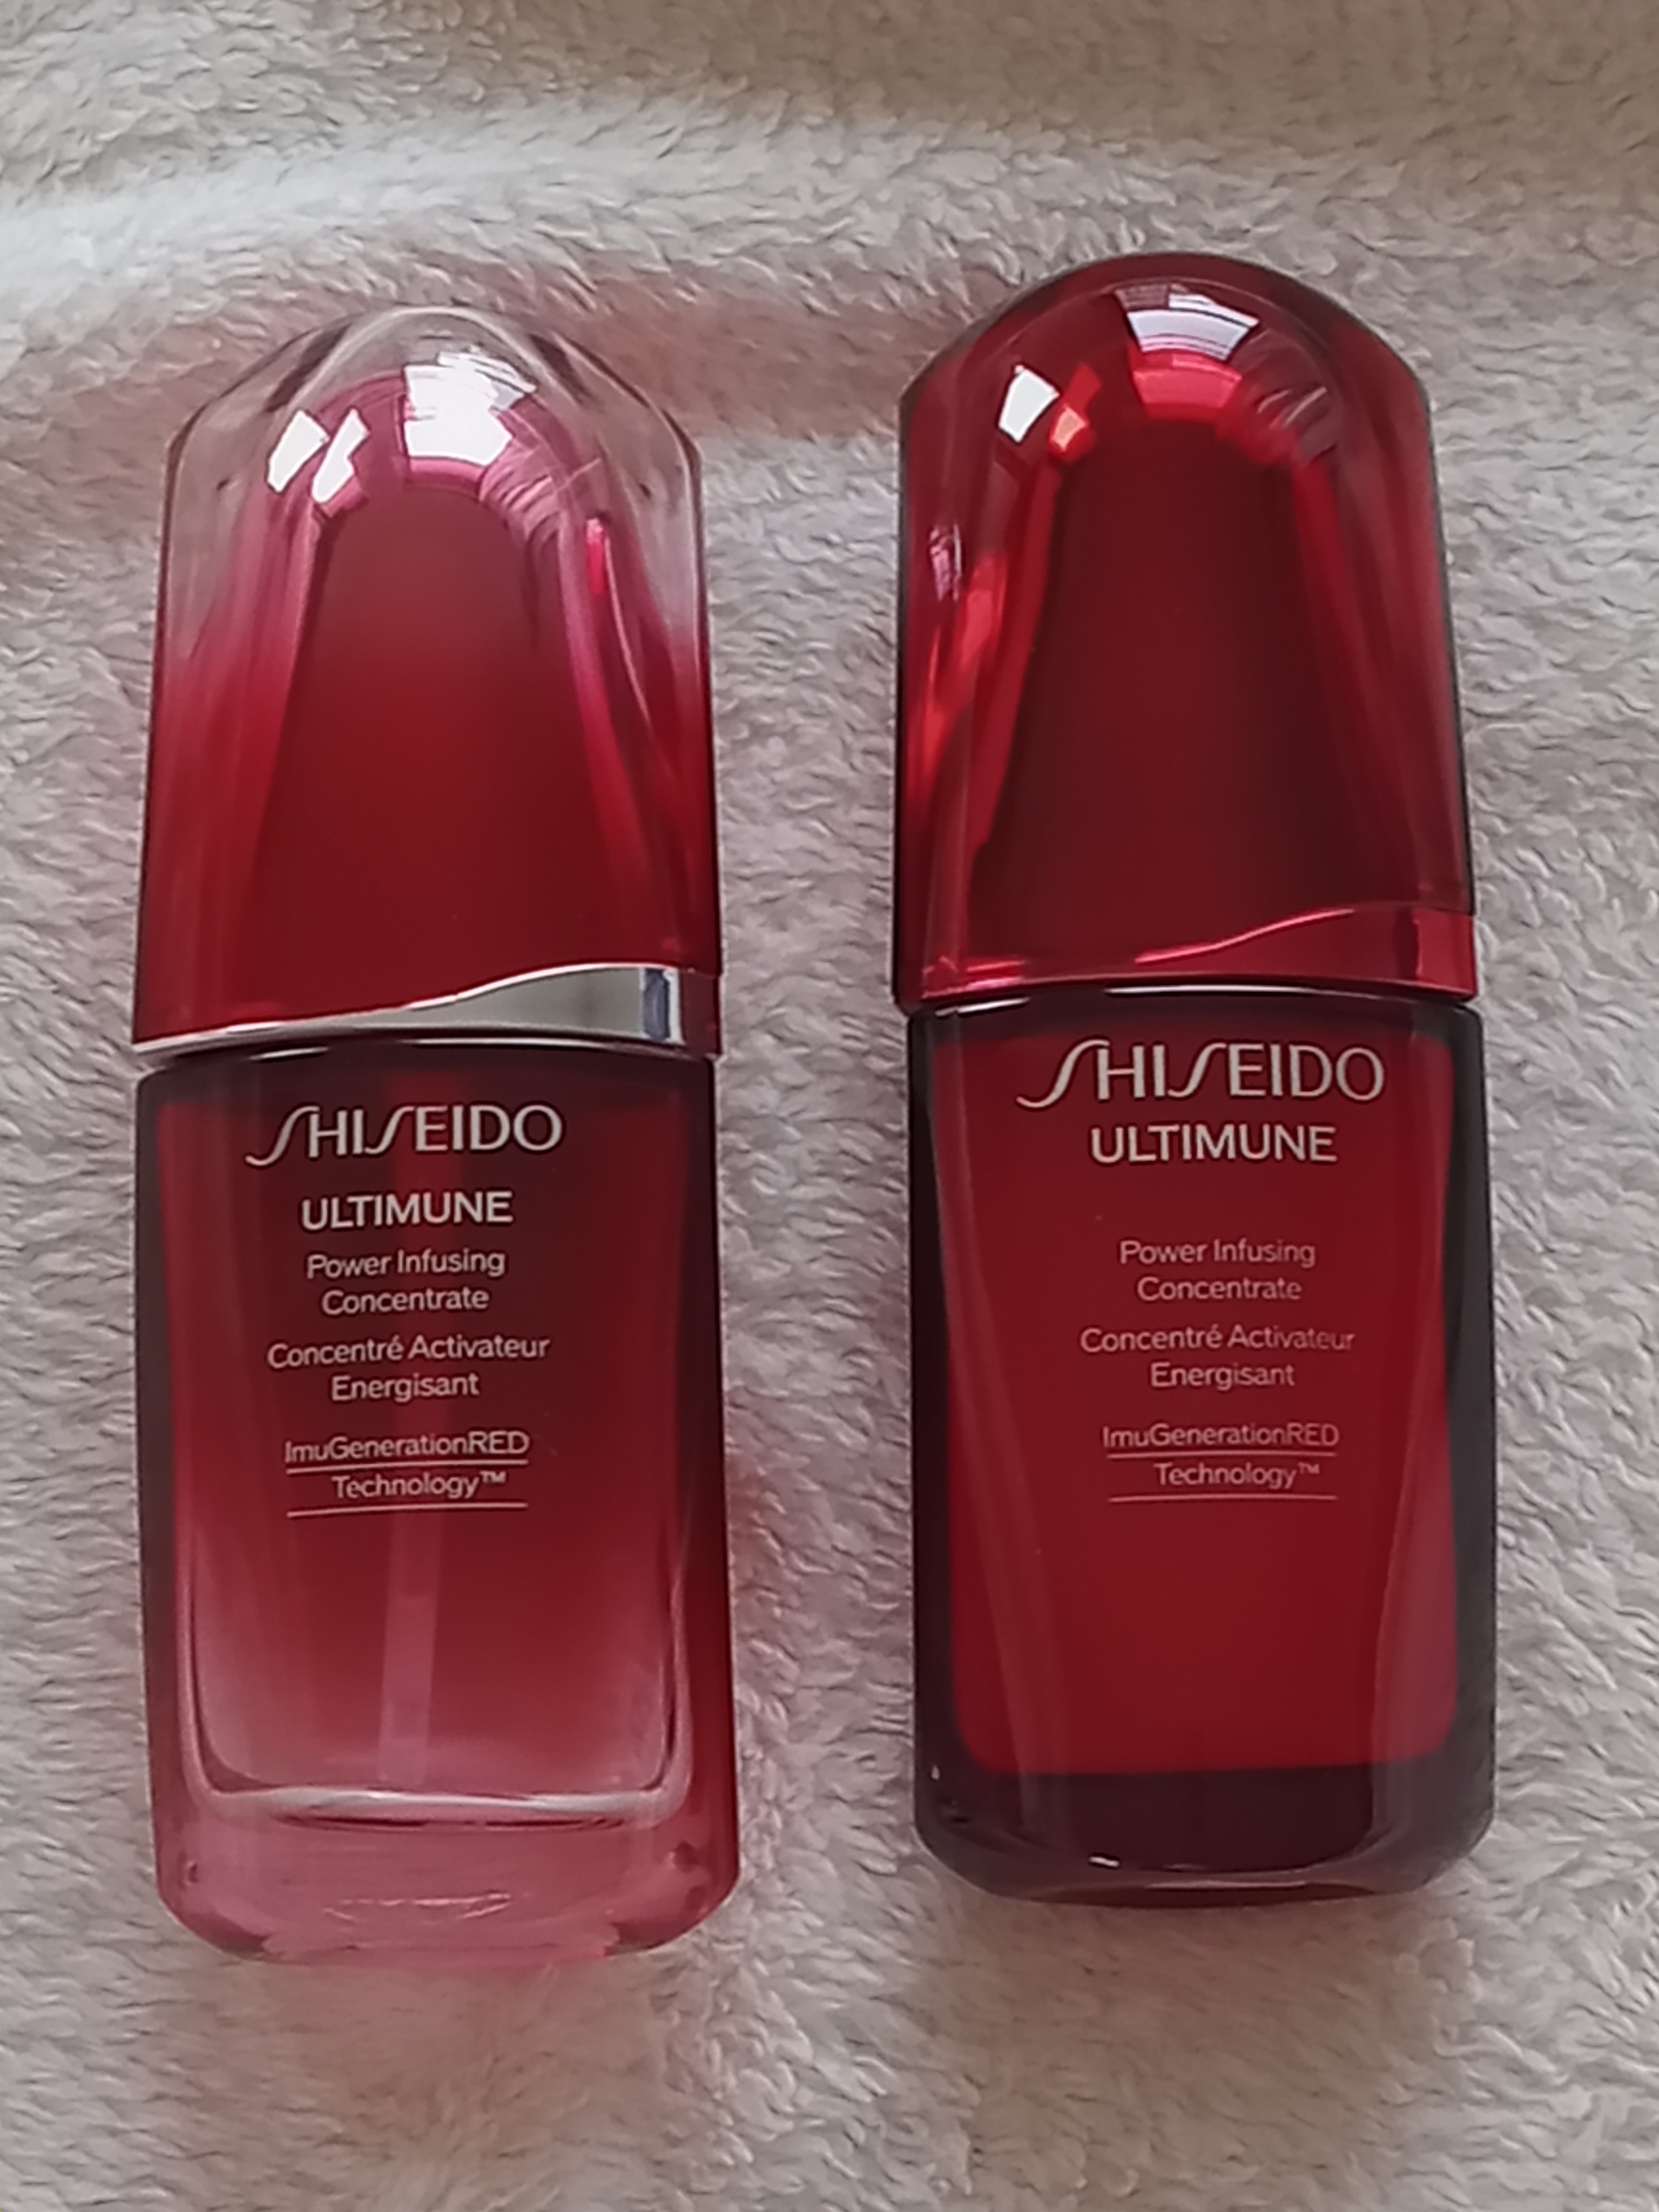 SHISEIDO
ULTIMUNE
Power Infusing
Concentrate
Concentré Activateur
Energisant
ImuGenerationRED
Technology™
SHISEIDO
ULTIMUNE
Power Infusing
Concentrate
Concentré Activateur
Energisant
ImuGenerationRED
Technology™